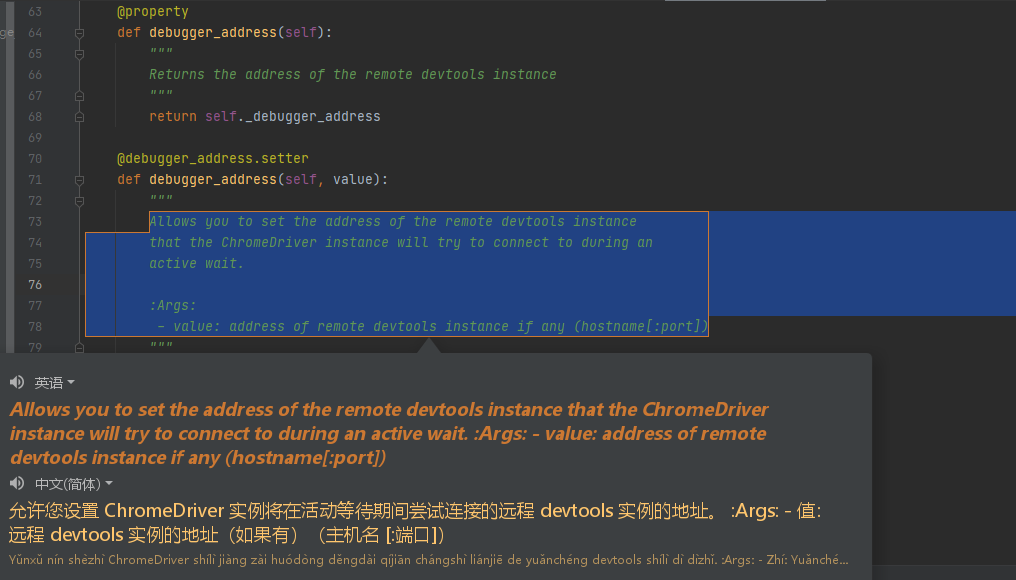 63 @property
ge 64 def debugger_address(self):
65 """
66 Returns the address of the remote devtools instance
67 """
68 return self._debugger_address
69
70 @debugger_address.setter
71 def debugger_address(self, value):
72 """
73 Allows you to set the address of the remote devtools instance
74 that the ChromeDriver instance will try to connect to during an
75 active wait.
76
77 :Args:
78 - value: address of remote devtools instance if any (hostname[:port])
79 """
英语
Allows you to set the address of the remote devtools instance that the ChromeDriver
instance will try to connect to during an active wait. :Args: - value: address of remote
devtools instance if any (hostname[:port])
中文(简体)
允许您设置 ChromeDriver 实例将在活动等待期间尝试连接的远程 devtools 实例的地址。 :Args: - 值:
远程 devtools 实例的地址（如果有）（主机名 [:端口]）
Yǔnxǔ nín shèzhì ChromeDriver shílì jiàng zài huódòng děngdài qíjiān chángshì liánjiē de yuǎnchéng devtools shílì dì dìzhǐ. :Args: - Zhí: Yuǎnché...